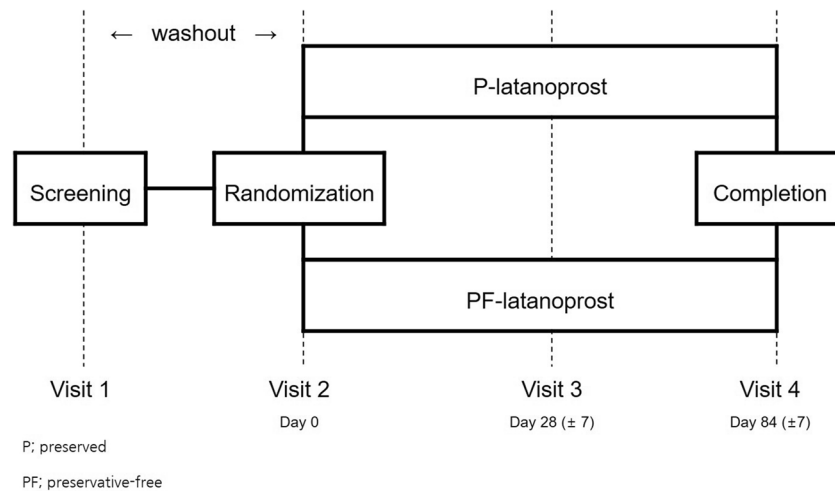 ← washout →
P-latanoprost
Screening
Randomization
Completion
PF-latanoprost
Visit 1
Visit 2
Visit 3
Visit 4
Day 0
Day 28 (± 7)
Day 84 (±7)
P; preserved
PF; preservative-free